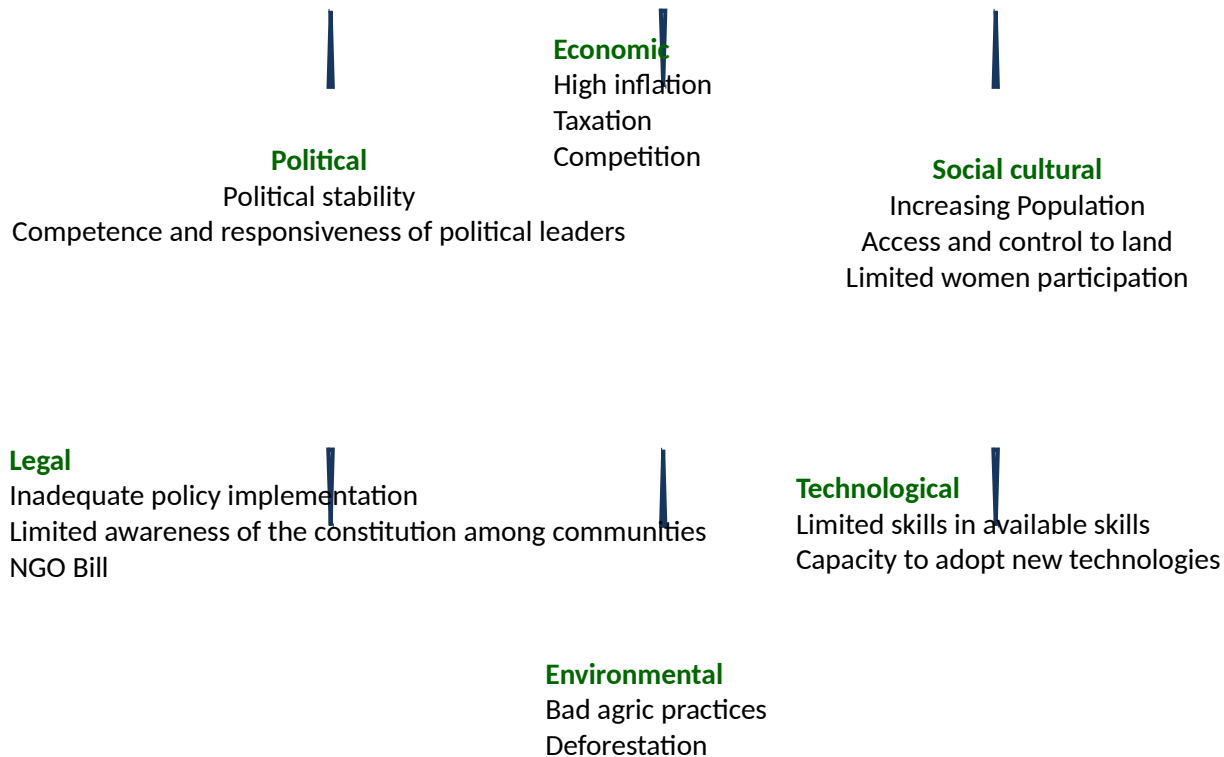 Economic
High inflation
Taxation
Competition
Political
Political stability
Competence and responsiveness of political leaders
Social cultural
Increasing Population
Access and control to land
Limited women participation
Legal
Inadequate policy implementation
Limited awareness of the constitution among communities
NGO Bill
Technological
Limited skills in available skills
Capacity to adopt new technologies
Environmental
Bad agric practices
Deforestation